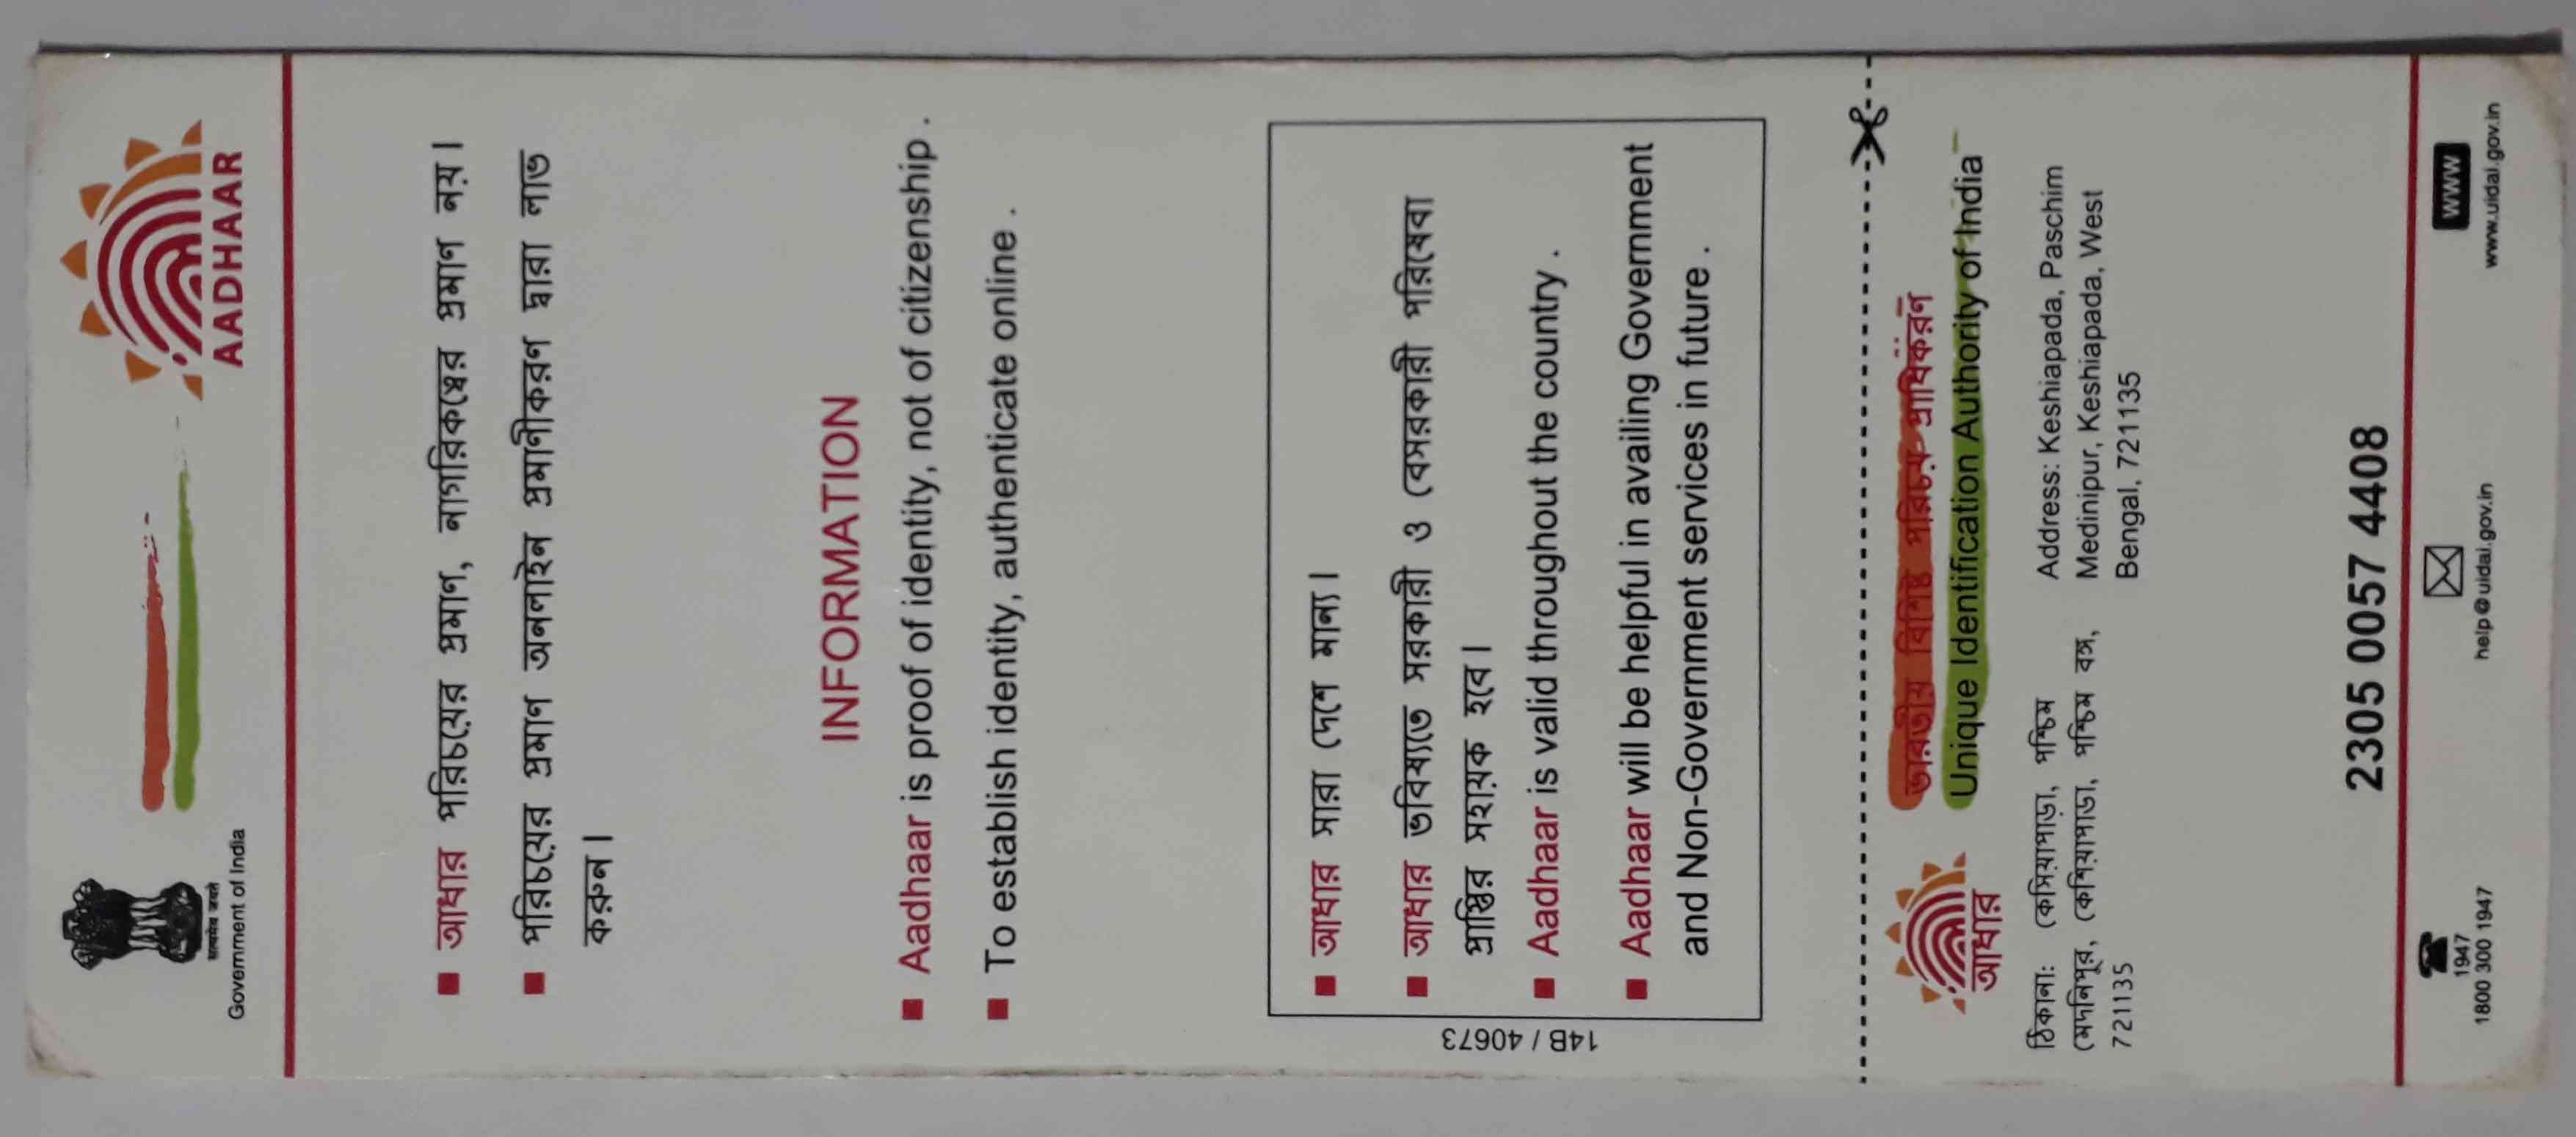 सत्यमेव जयते
Government of India
AADHAAR
■ আধার পরিচয়ের প্রমাণ, নাগরিকত্বের প্রমাণ নয়।
■ পরিচয়ের প্রমাণ অনলাইন প্রমাণীকরণ দ্বারা লাভ
করুন।
INFORMATION
■ Aadhaar is proof of identity, not of citizenship .
■ To establish identity, authenticate online .
■ আধার সারা দেশে মান্য।
■ আধার ভবিষ্যতে সরকারী ও বেসরকারী পরিষেবা
প্রাপ্তির সহায়ক হবে।
■ Aadhaar is valid throughout the country .
■ Aadhaar will be helpful in availing Government
and Non-Government services in future .
14B / 40673
আধার
ভারতীয় বিশিষ্ট পরিচয় প্রাধিকরণ
Unique Identification Authority of India
ঠিকানা: কেসিয়াপাড়া, পশ্চিম
মেদনিপুর, কেশিয়াপাডা, পশ্চিম বঙ্গ,
721135
Address: Keshiapada, Paschim
Medinipur, Keshiapada, West
Bengal, 721135
2305 0057 4408
1947
1800 300 1947
help@uidai.gov.in
WWW
www.uidai.gov.in